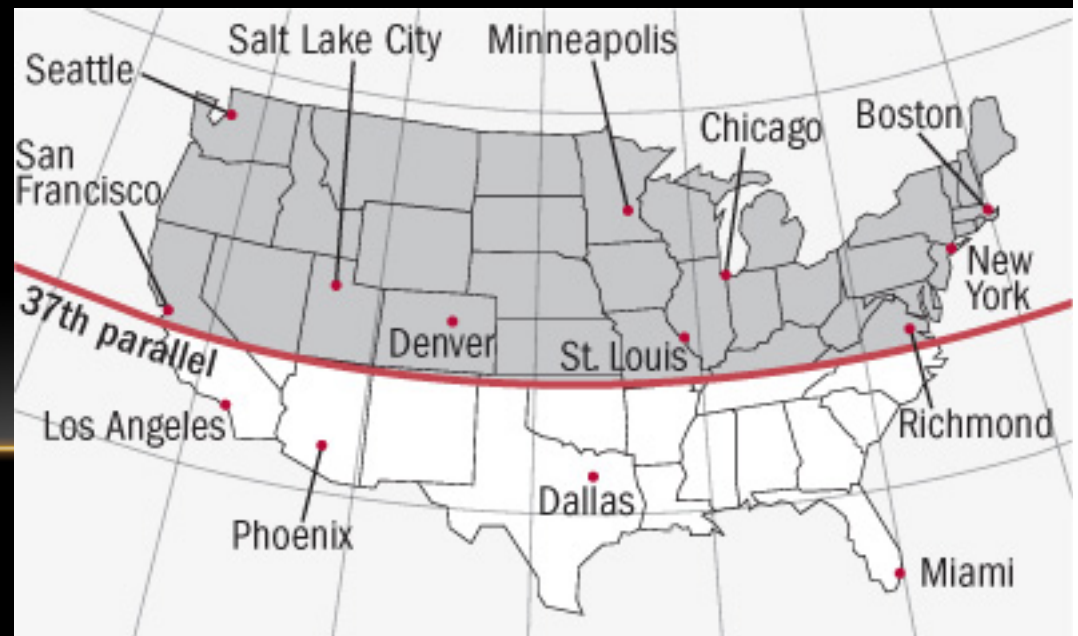 Salt Lake City
Minneapolis
Seattle
Chicago
Boston
San
Francisco
New
York
37th parallel
Denver
St. Louis
Los Angeles
Richmond
Dallas
Phoenix
Miami